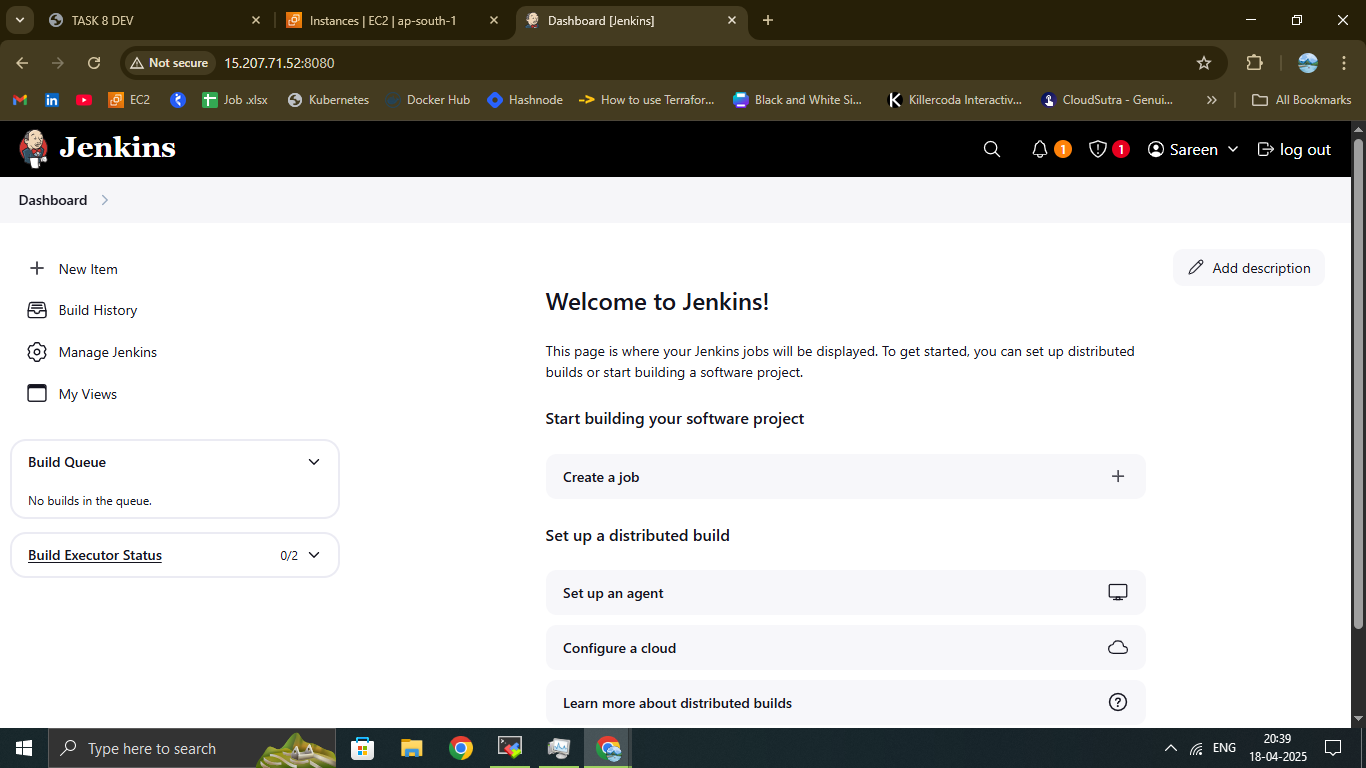 TASK 8 DEV
Instances | EC2 | ap-south-1
Dashboard [Jenkins]
Not secure
15.207.71.52:8080
EC2
Job .xlsx
Kubernetes
Docker Hub
Hashnode
How to use Terrafor...
Black and White Si...
Killercoda Interactiv...
CloudSutra - Genui...
All Bookmarks
Jenkins
1
1
Sareen
log out
Dashboard
New Item
Build History
Manage Jenkins
My Views
Build Queue
No builds in the queue.
Build Executor Status
0/2
Add description
Welcome to Jenkins!
This page is where your Jenkins jobs will be displayed. To get started, you can set up distributed
builds or start building a software project.
Start building your software project
Create a job
Set up a distributed build
Set up an agent
Configure a cloud
Learn more about distributed builds
Type here to search
ENG
20:39
18-04-2025